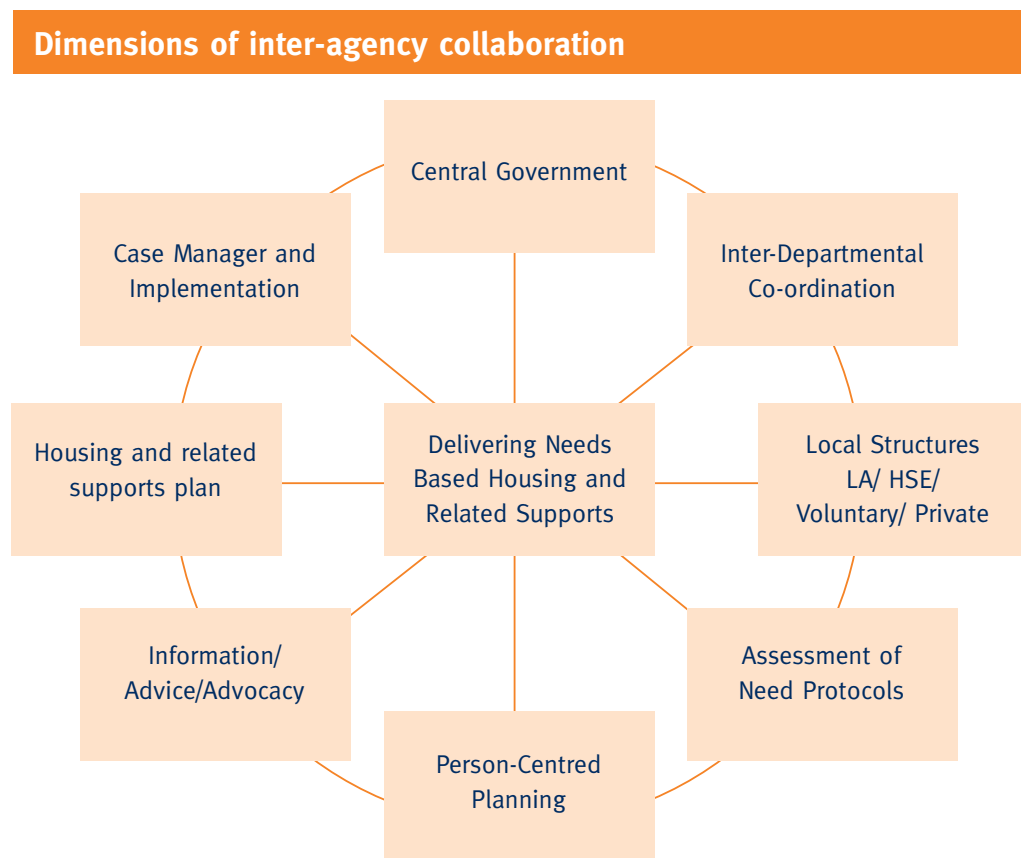 Dimensions of inter-agency collaboration
Central Government
Case Manager and
Implementation
Inter-Departmental
Co-ordination
Housing and related
supports plan
Delivering Needs
Based Housing and
Related Supports
Local Structures
LA/ HSE/
Voluntary/ Private
Information/
Advice/Advocacy
Assessment of
Need Protocols
Person-Centred
Planning